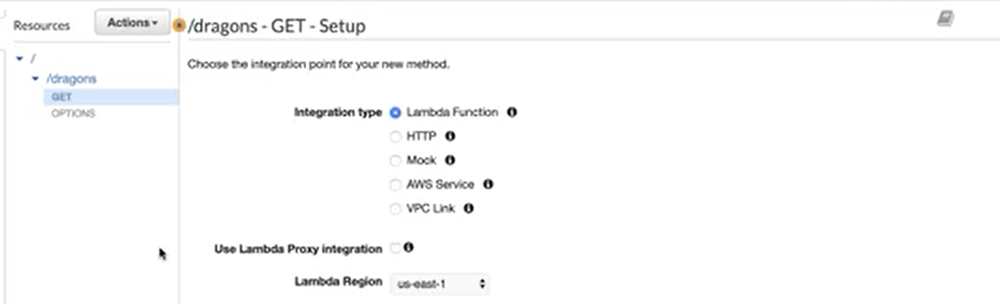 Resources
Actions
/dragons - GET - Setup
/
/dragons
GET
OPTIONS
Choose the integration point for your new method.
Integration type
Lambda Function
HTTP
Mock
AWS Service
VPC Link
Use Lambda Proxy integration
Lambda Region us-east-1